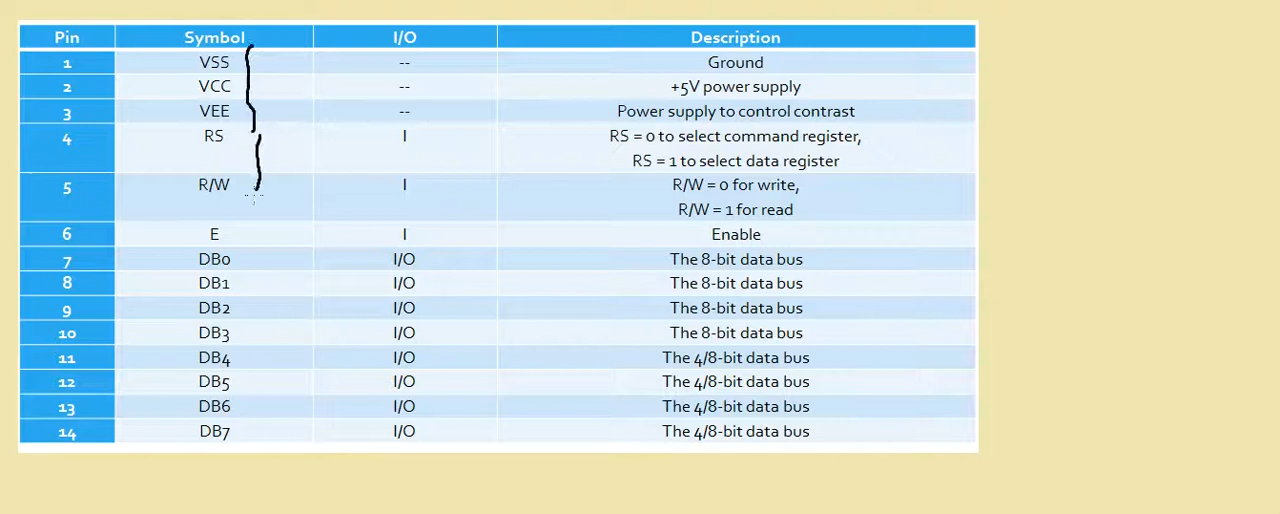 Pin Symbol I/O Description
1 VSS -- Ground
2 VCC -- +5V power supply
3 VEE -- Power supply to control contrast
4 RS I RS = 0 to select command register,
RS = 1 to select data register
5 R/W I R/W = 0 for write,
R/W = 1 for read
6 E I Enable
7 DB0 I/O The 8-bit data bus
8 DB1 I/O The 8-bit data bus
9 DB2 I/O The 8-bit data bus
10 DB3 I/O The 8-bit data bus
11 DB4 I/O The 4/8-bit data bus
12 DB5 I/O The 4/8-bit data bus
13 DB6 I/O The 4/8-bit data bus
14 DB7 I/O The 4/8-bit data bus